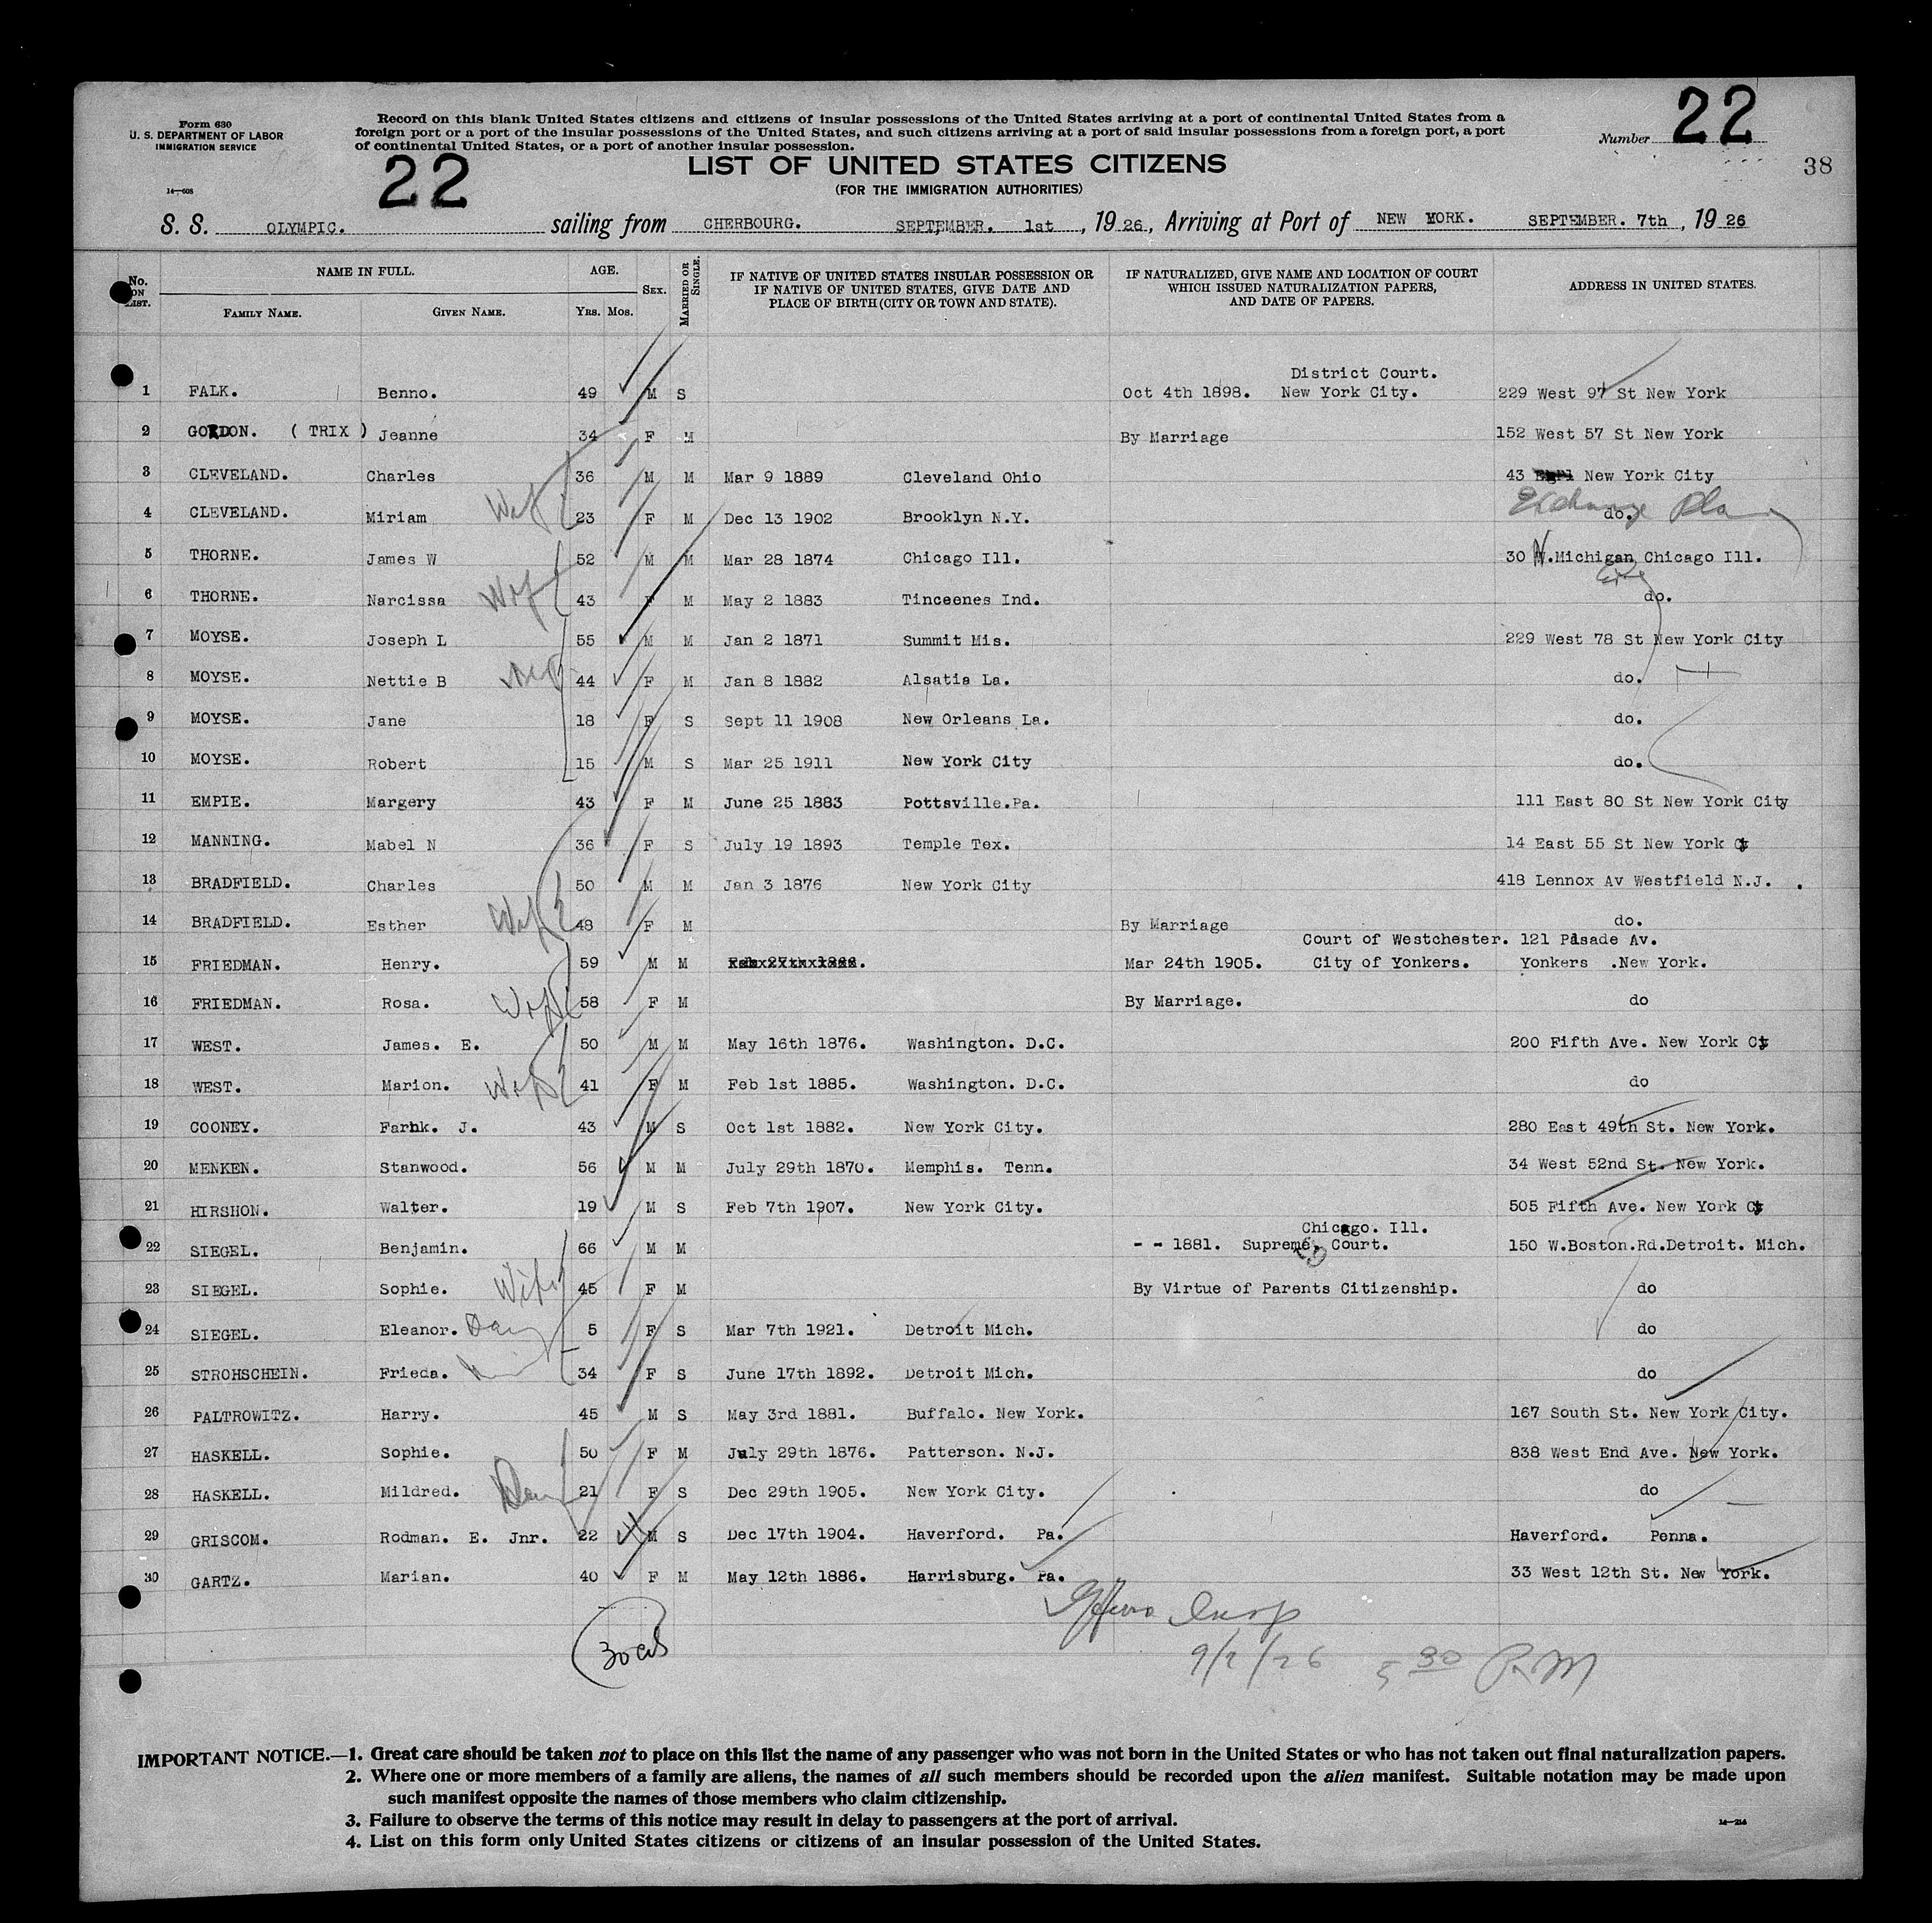 Form 630
U. S. DEPARTMENT OF LABOR
IMMIGRATION SERVICE
14—608
Record on this blank United States citizens and citizens of insular possessions of the United States arriving at a port of continental United States from a
foreign port or a port of the insular possessions of the United States, and such citizens arriving at a port of said insular possessions from a foreign port, a port
of continental United States, or a port of another insular possession.
Number 22
38
22
LIST OF UNITED STATES CITIZENS
(FOR THE IMMIGRATION AUTHORITIES)
S. S. OLYMPIC. sailing from CHERBOURG. SEPTEMBER. 1st , 19 26, Arriving at Port of NEW YORK. SEPTEMBER. 7th , 19 26
No. ON LIST. NAME IN FULL. AGE. SEX. MARRIED OR SINGLE. IF NATIVE OF UNITED STATES INSULAR POSSESSION OR IF NATIVE OF UNITED STATES, GIVE DATE AND PLACE OF BIRTH (CITY OR TOWN AND STATE). IF NATURALIZED, GIVE NAME AND LOCATION OF COURT WHICH ISSUED NATURALIZATION PAPERS, AND DATE OF PAPERS. ADDRESS IN UNITED STATES.
FAMILY NAME. GIVEN NAME. YRS. MOS.
District Court.
1 FALK. Benno. 49 M S Oct 4th 1898. New York City. 229 West 97 St New York
2 GORDON. ( TRIX ) Jeanne 34 F M By Marriage 152 West 57 St New York
3 CLEVELAND. Charles 36 M M Mar 9 1889 Cleveland Ohio 43 New York City
Exchange Place
4 CLEVELAND. Miriam Wife 23 F M Dec 13 1902 Brooklyn N.Y. do.
5 THORNE. James W 52 M M Mar 28 1874 Chicago Ill. 30 N.Michigan Chicago Ill.
6 THORNE. Narcissa Wife 43 F M May 2 1883 Tinceenes Ind. do.
7 MOYSE. Joseph L 55 M M Jan 2 1871 Summit Mis. 229 West 78 St New York City
8 MOYSE. Nettie B 44 F M Jan 8 1882 Alsatia La. do.
9 MOYSE. Jane 18 F S Sept 11 1908 New Orleans La. do.
10 MOYSE. Robert 15 M S Mar 25 1911 New York City do.
11 EMPIE. Margery 43 F M June 25 1883 Pottsville.Pa. 111 East 80 St New York City
12 MANNING. Mabel N 36 F S July 19 1893 Temple Tex. 14 East 55 St New York Cy
13 BRADFIELD. Charles 50 M M Jan 3 1876 New York City 418 Lennox Av Westfield N.J. .
14 BRADFIELD. Esther Wife 48 F M By Marriage do.
Court of Westchester. 121 Plsade Av.
15 FRIEDMAN. Henry. 59 M M Mar 24th 1905. City of Yonkers. Yonkers .New York.
16 FRIEDMAN. Rosa. Wife 58 F M By Marriage. do
17 WEST. James. E. 50 M M May 16th 1876. Washington. D.C. 200 Fifth Ave. New York Cy
18 WEST. Marion. Wife 41 F M Feb 1st 1885. Washington. D.C. do
19 COONEY. Farnk. J. 43 M S Oct 1st 1882. New York City. 280 East 49th St. New York.
20 MENKEN. Stanwood. 56 M M July 29th 1870. Memphis. Tenn. 34 West 52nd St. New York.
21 HIRSHON. Walter. 19 M S Feb 7th 1907. New York City. 505 Fifth Ave. New York Cy
Chicago. Ill.
22 SIEGEL. Benjamin. 66 M M - - 1881. Supreme. Court. 150 W.Boston.Rd.Detroit. Mich.
23 SIEGEL. Sophie. Wife 45 F M By Virtue of Parents Citizenship. do
24 SIEGEL. Eleanor. Dau 5 F S Mar 7th 1921. Detroit Mich. do
25 STROHSCHEIN. Frieda. 34 F S June 17th 1892. Detroit Mich. do
26 PALTROWITZ. Harry. 45 M S May 3rd 1881. Buffalo. New York. 167 South St. New York City.
27 HASKELL. Sophie. 50 F M July 29th 1876. Patterson. N.J. 838 West End Ave. New York.
28 HASKELL. Mildred. Dau 21 F S Dec 29th 1905. New York City. do
29 GRISCOM. Rodman. E. Jnr. 22 M S Dec 17th 1904. Haverford. Pa. Haverford. Penna.
30 GARTZ. Marian. 40 F M May 12th 1886. Harrisburg. Pa. 33 West 12th St. New York.
Insp
30 cits
9/7/26 5 30 P.M
IMPORTANT NOTICE.—1. Great care should be taken not to place on this list the name of any passenger who was not born in the United States or who has not taken out final naturalization papers.
2. Where one or more members of a family are aliens, the names of all such members should be recorded upon the alien manifest. Suitable notation may be made upon
such manifest opposite the names of those members who claim citizenship.
3. Failure to observe the terms of this notice may result in delay to passengers at the port of arrival.
4. List on this form only United States citizens or citizens of an insular possession of the United States.
14—214